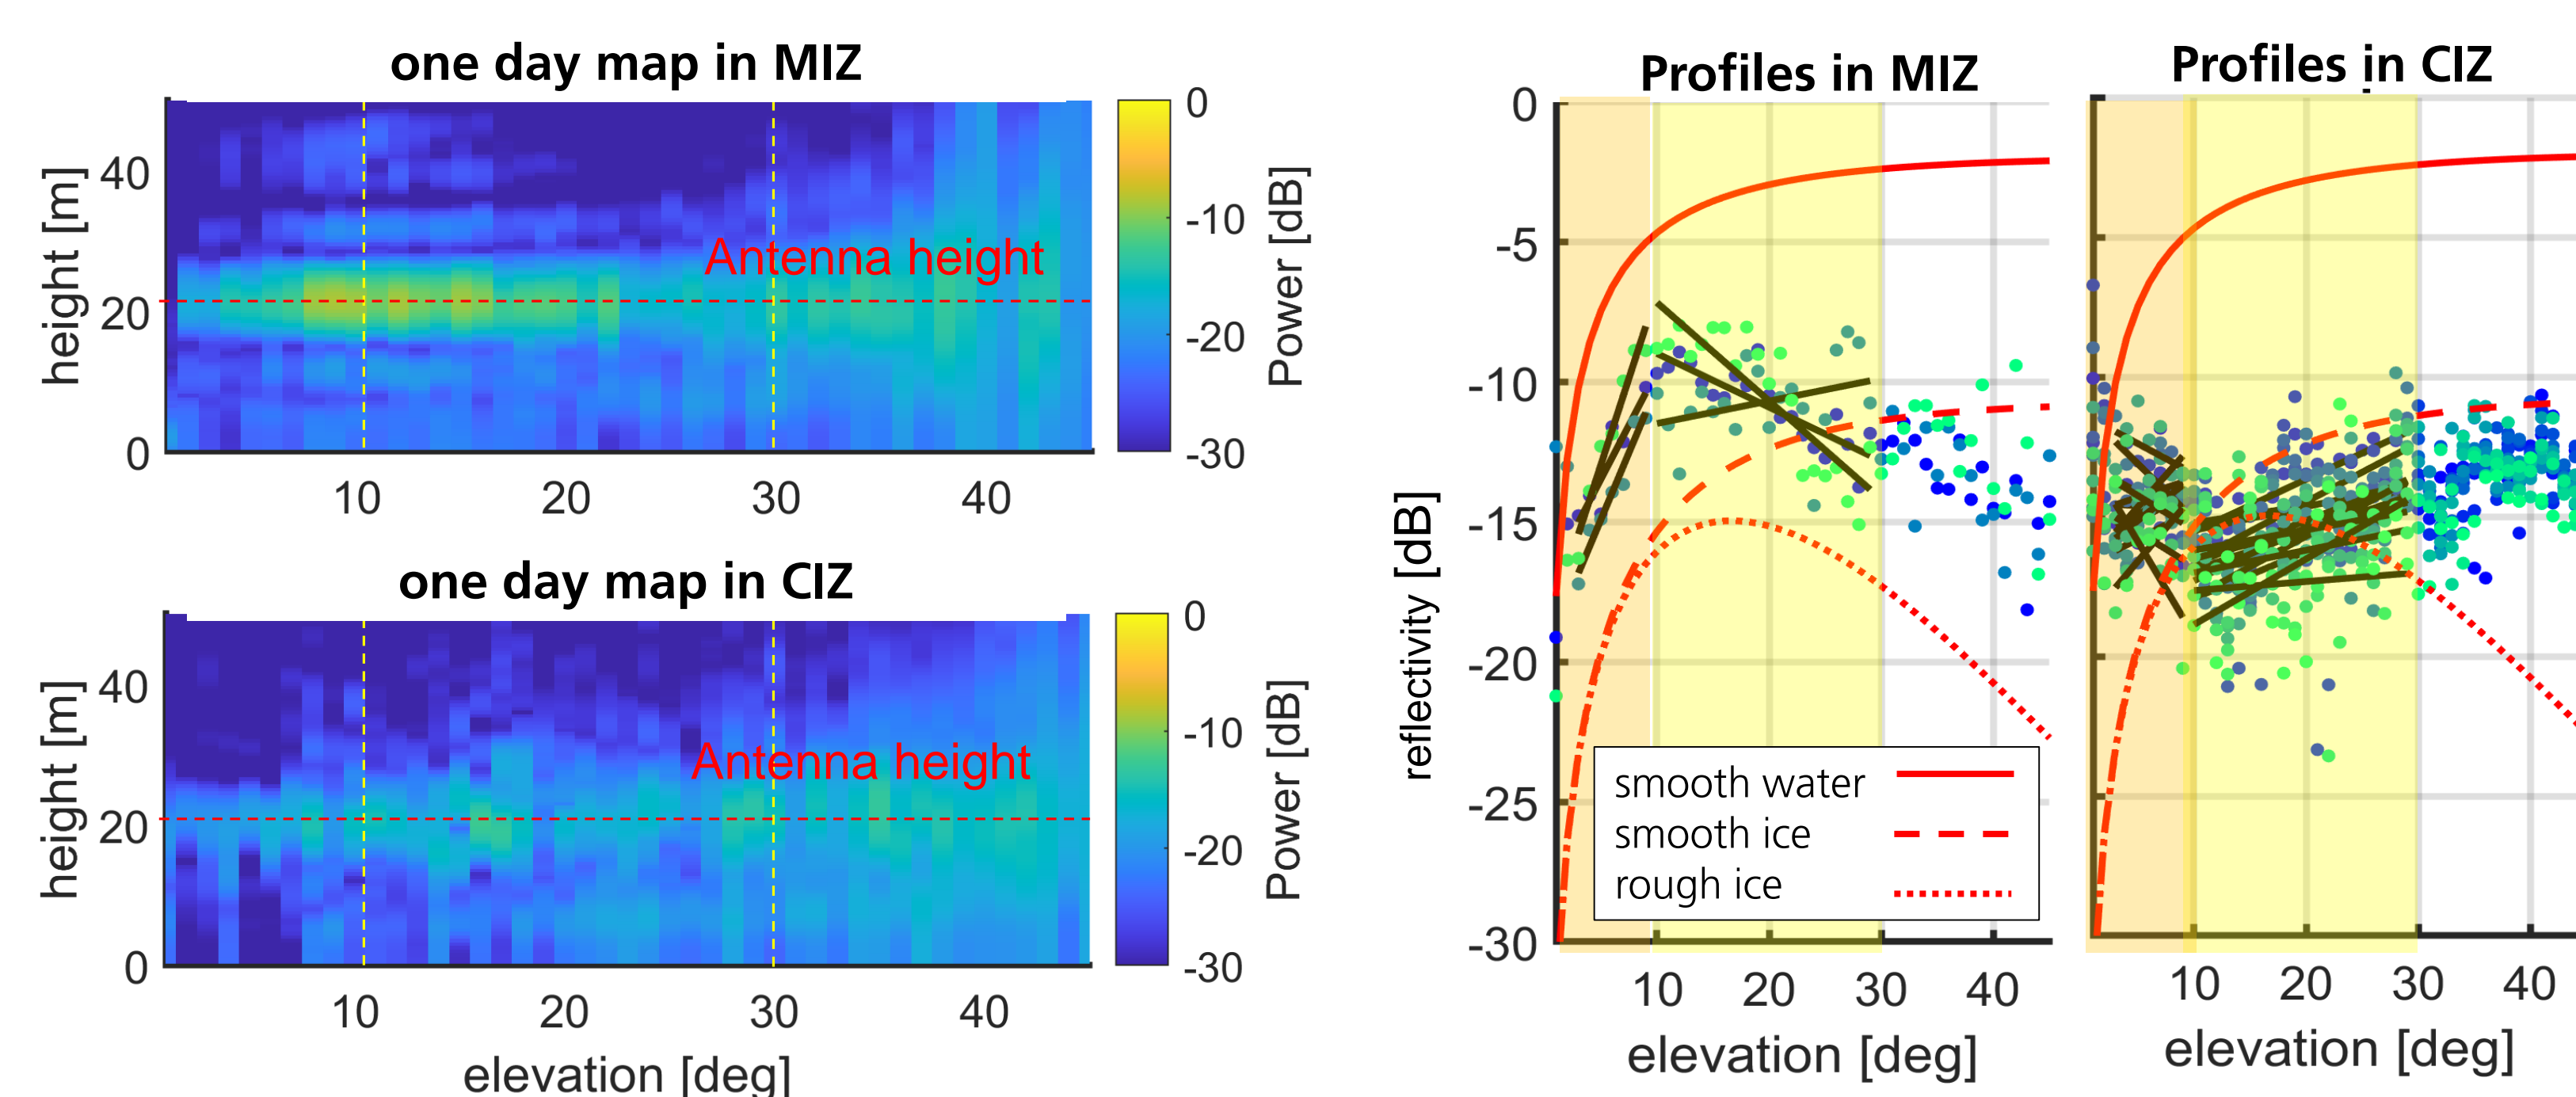 one day map in MIZ
height [m]
40
20
0
Antenna height
10 20 30 40
0
-10
-20
-30
Power [dB]
one day map in CIZ
height [m]
40
20
0
Antenna height
10 20 30 40
elevation [deg]
0
-10
-20
-30
Power [dB]
Profiles in MIZ
reflectivity [dB]
0
-5
-10
-15
-20
-25
-30
smooth water
smooth ice
rough ice
10 20 30 40
elevation [deg]
Profiles in CIZ
10 20 30 40
elevation [deg]